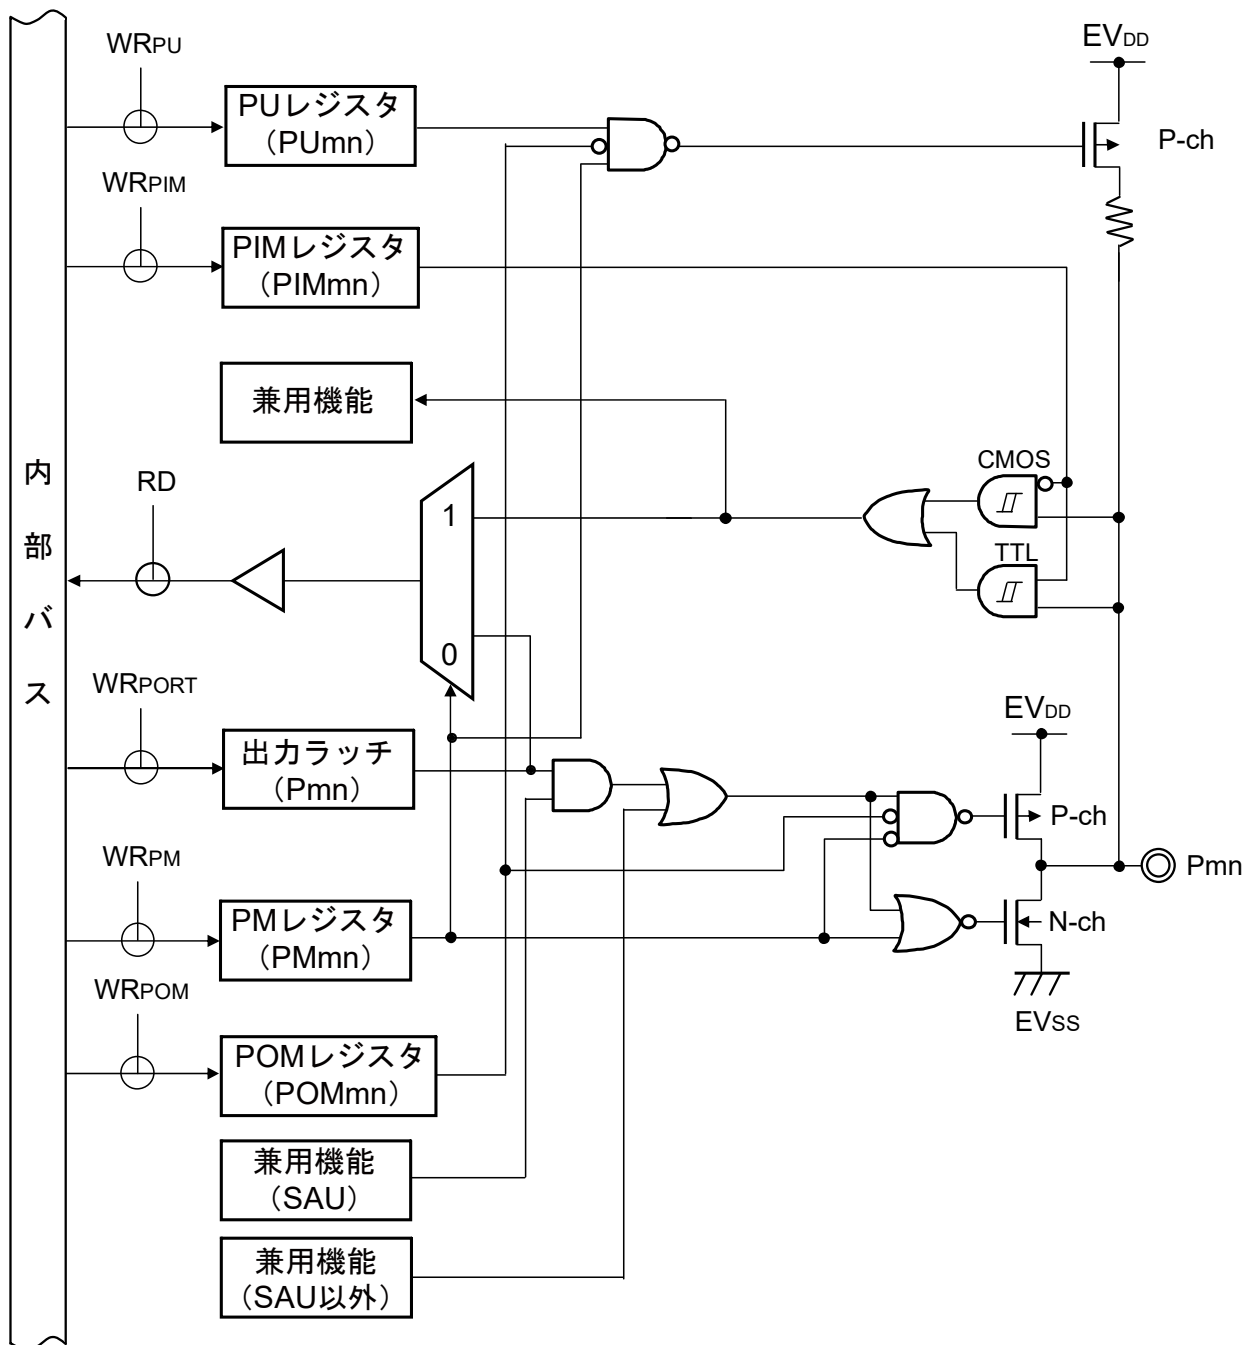 WRPU
PUレジスタ
（PUmn）
EVDD
P-ch
WRPIM
PIMレジスタ
（PIMmn）
兼用機能
CMOS
TTL
内部バス
RD
1
0
WRPORT
出力ラッチ
（Pmn）
EVDD
P-ch
Pmn
N-ch
EVSS
WRPM
PMレジスタ
（PMmn）
WRPOM
POMレジスタ
（POMmn）
兼用機能
（SAU）
兼用機能
（SAU以外）